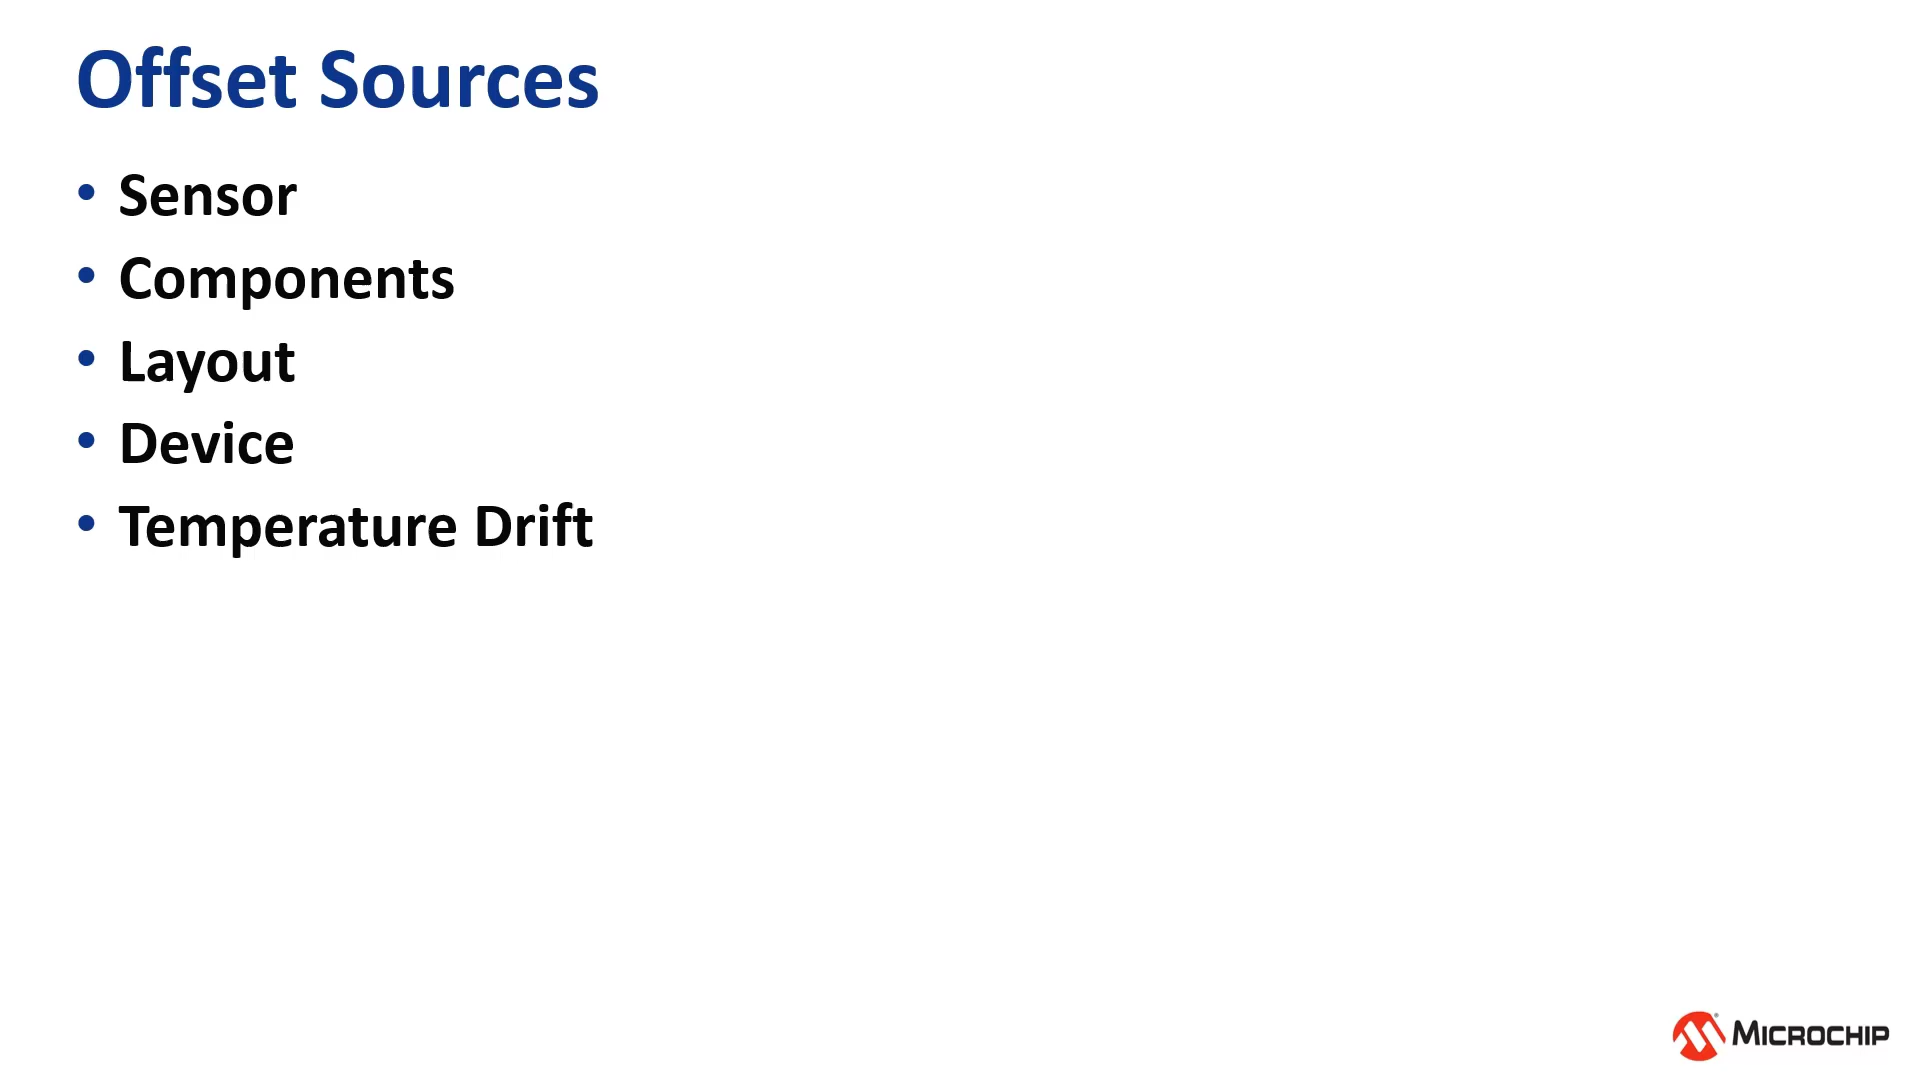 Offset Sources
• Sensor
• Components
• Layout
• Device
• Temperature Drift
MICROCHIP